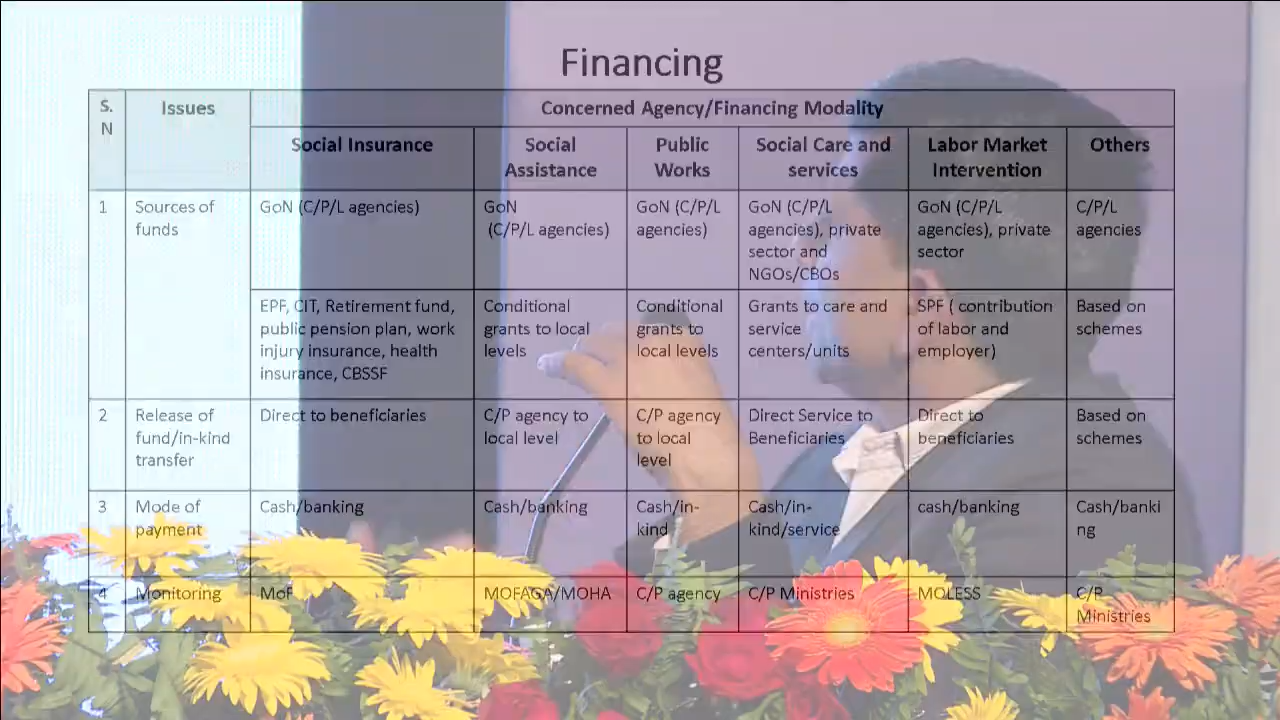 Financing
S.
N
Issues
Concerned Agency/Financing Modality
Social Insurance
Social
Assistance
Public
Works
Social Care and
services
Labor Market
Intervention
Others
1
Sources of
funds
GoN (C/P/L agencies)
GoN
(C/P/L agencies)
GoN (C/P/L
agencies)
GoN (C/P/L
agencies), private
sector and
NGOs/CBOs
GoN (C/P/L
agencies), private
sector
C/P/L
agencies
EPF, CIT, Retirement fund,
public pension plan, work
injury insurance, health
insurance, CBSSF
Conditional
grants to local
levels
Conditional
grants to
local levels
Grants to care and
service
centers/units
SPF ( contribution
of labor and
employer)
Based on
schemes
2
Release of
fund/in-kind
transfer
Direct to beneficiaries
C/P agency to
local level
C/P agency
to local
level
Direct Service to
Beneficiaries
Direct to
beneficiaries
Based on
schemes
3
Mode of
payment
Cash/banking
Cash/banking
Cash/in-
kind
Cash/in-
kind/service
cash/banking
Cash/banki
ng
4
Monitoring
MoF
MOFAGA/MOHA
C/P agency
C/P Ministries
MOLESS
C/P
Ministries